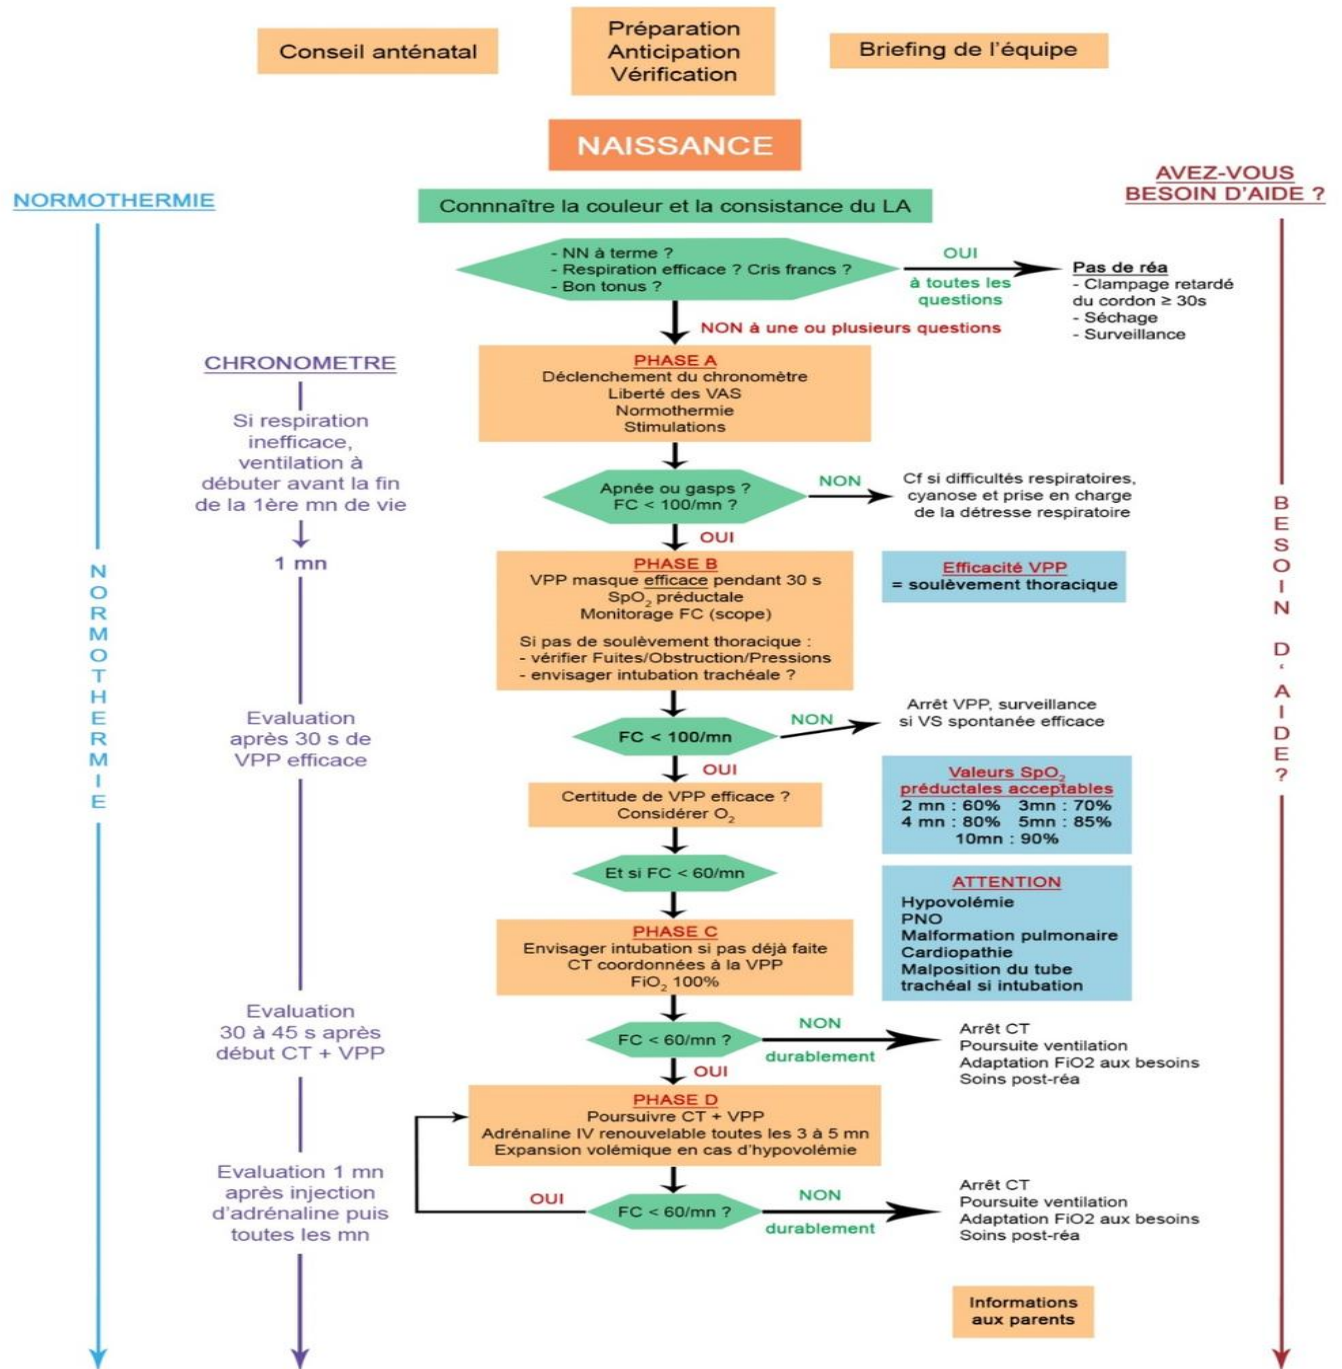 Conseil anténatal
Préparation
Anticipation
Vérification
Briefing de l'équipe
NAISSANCE
NORMOTHERMIE
AVEZ-VOUS
BESOIN D'AIDE ?
Connnaître la couleur et la consistance du LA
- NN à terme ?
- Respiration efficace ? Cris francs ?
- Bon tonus ?
OUI
à toutes les
questions
Pas de réa
- Clampage retardé
du cordon ≥ 30s
- Séchage
- Surveillance
NON à une ou plusieurs questions
CHRONOMETRE
Si respiration
inefficace,
ventilation à
débuter avant la fin
de la 1ère mn de vie
1 mn
PHASE A
Déclenchement du chronomètre
Liberté des VAS
Normothermie
Stimulations
Apnée ou gasps ?
FC < 100/mn ?
NON
Cf si difficultés respiratoires,
cyanose et prise en charge
de la détresse respiratoire
OUI
PHASE B
VPP masque efficace pendant 30 s
SpO2 préductale
Monitorage FC (scope)
Si pas de soulèvement thoracique :
- vérifier Fuites/Obstruction/Pressions
- envisager intubation trachéale ?
Efficacité VPP
= soulèvement thoracique
NORMOTHERMIE
BESOIN D'AIDE?
Evaluation
après 30 s de
VPP efficace
FC < 100/mn
NON
Arrêt VPP, surveillance
si VS spontanée efficace
OUI
Certitude de VPP efficace ?
Considérer O2
Valeurs SpO2
préductales acceptables
2 mn : 60% 3mn : 70%
4 mn : 80% 5mn : 85%
10mn : 90%
Et si FC < 60/mn
ATTENTION
Hypovolémie
PNO
Malformation pulmonaire
Cardiopathie
Malposition du tube
trachéal si intubation
PHASE C
Envisager intubation si pas déjà faite
CT coordonnées à la VPP
FiO2 100%
Evaluation
30 à 45 s après
début CT + VPP
FC < 60/mn ?
NON
durablement
Arrêt CT
Poursuite ventilation
Adaptation FiO2 aux besoins
Soins post-réa
OUI
PHASE D
Poursuivre CT + VPP
Adrénaline IV renouvelable toutes les 3 à 5 mn
Expansion volémique en cas d'hypovolémie
Evaluation 1 mn
après injection
d'adrénaline puis
toutes les mn
OUI
FC < 60/mn ?
NON
durablement
Arrêt CT
Poursuite ventilation
Adaptation FiO2 aux besoins
Soins post-réa
Informations
aux parents